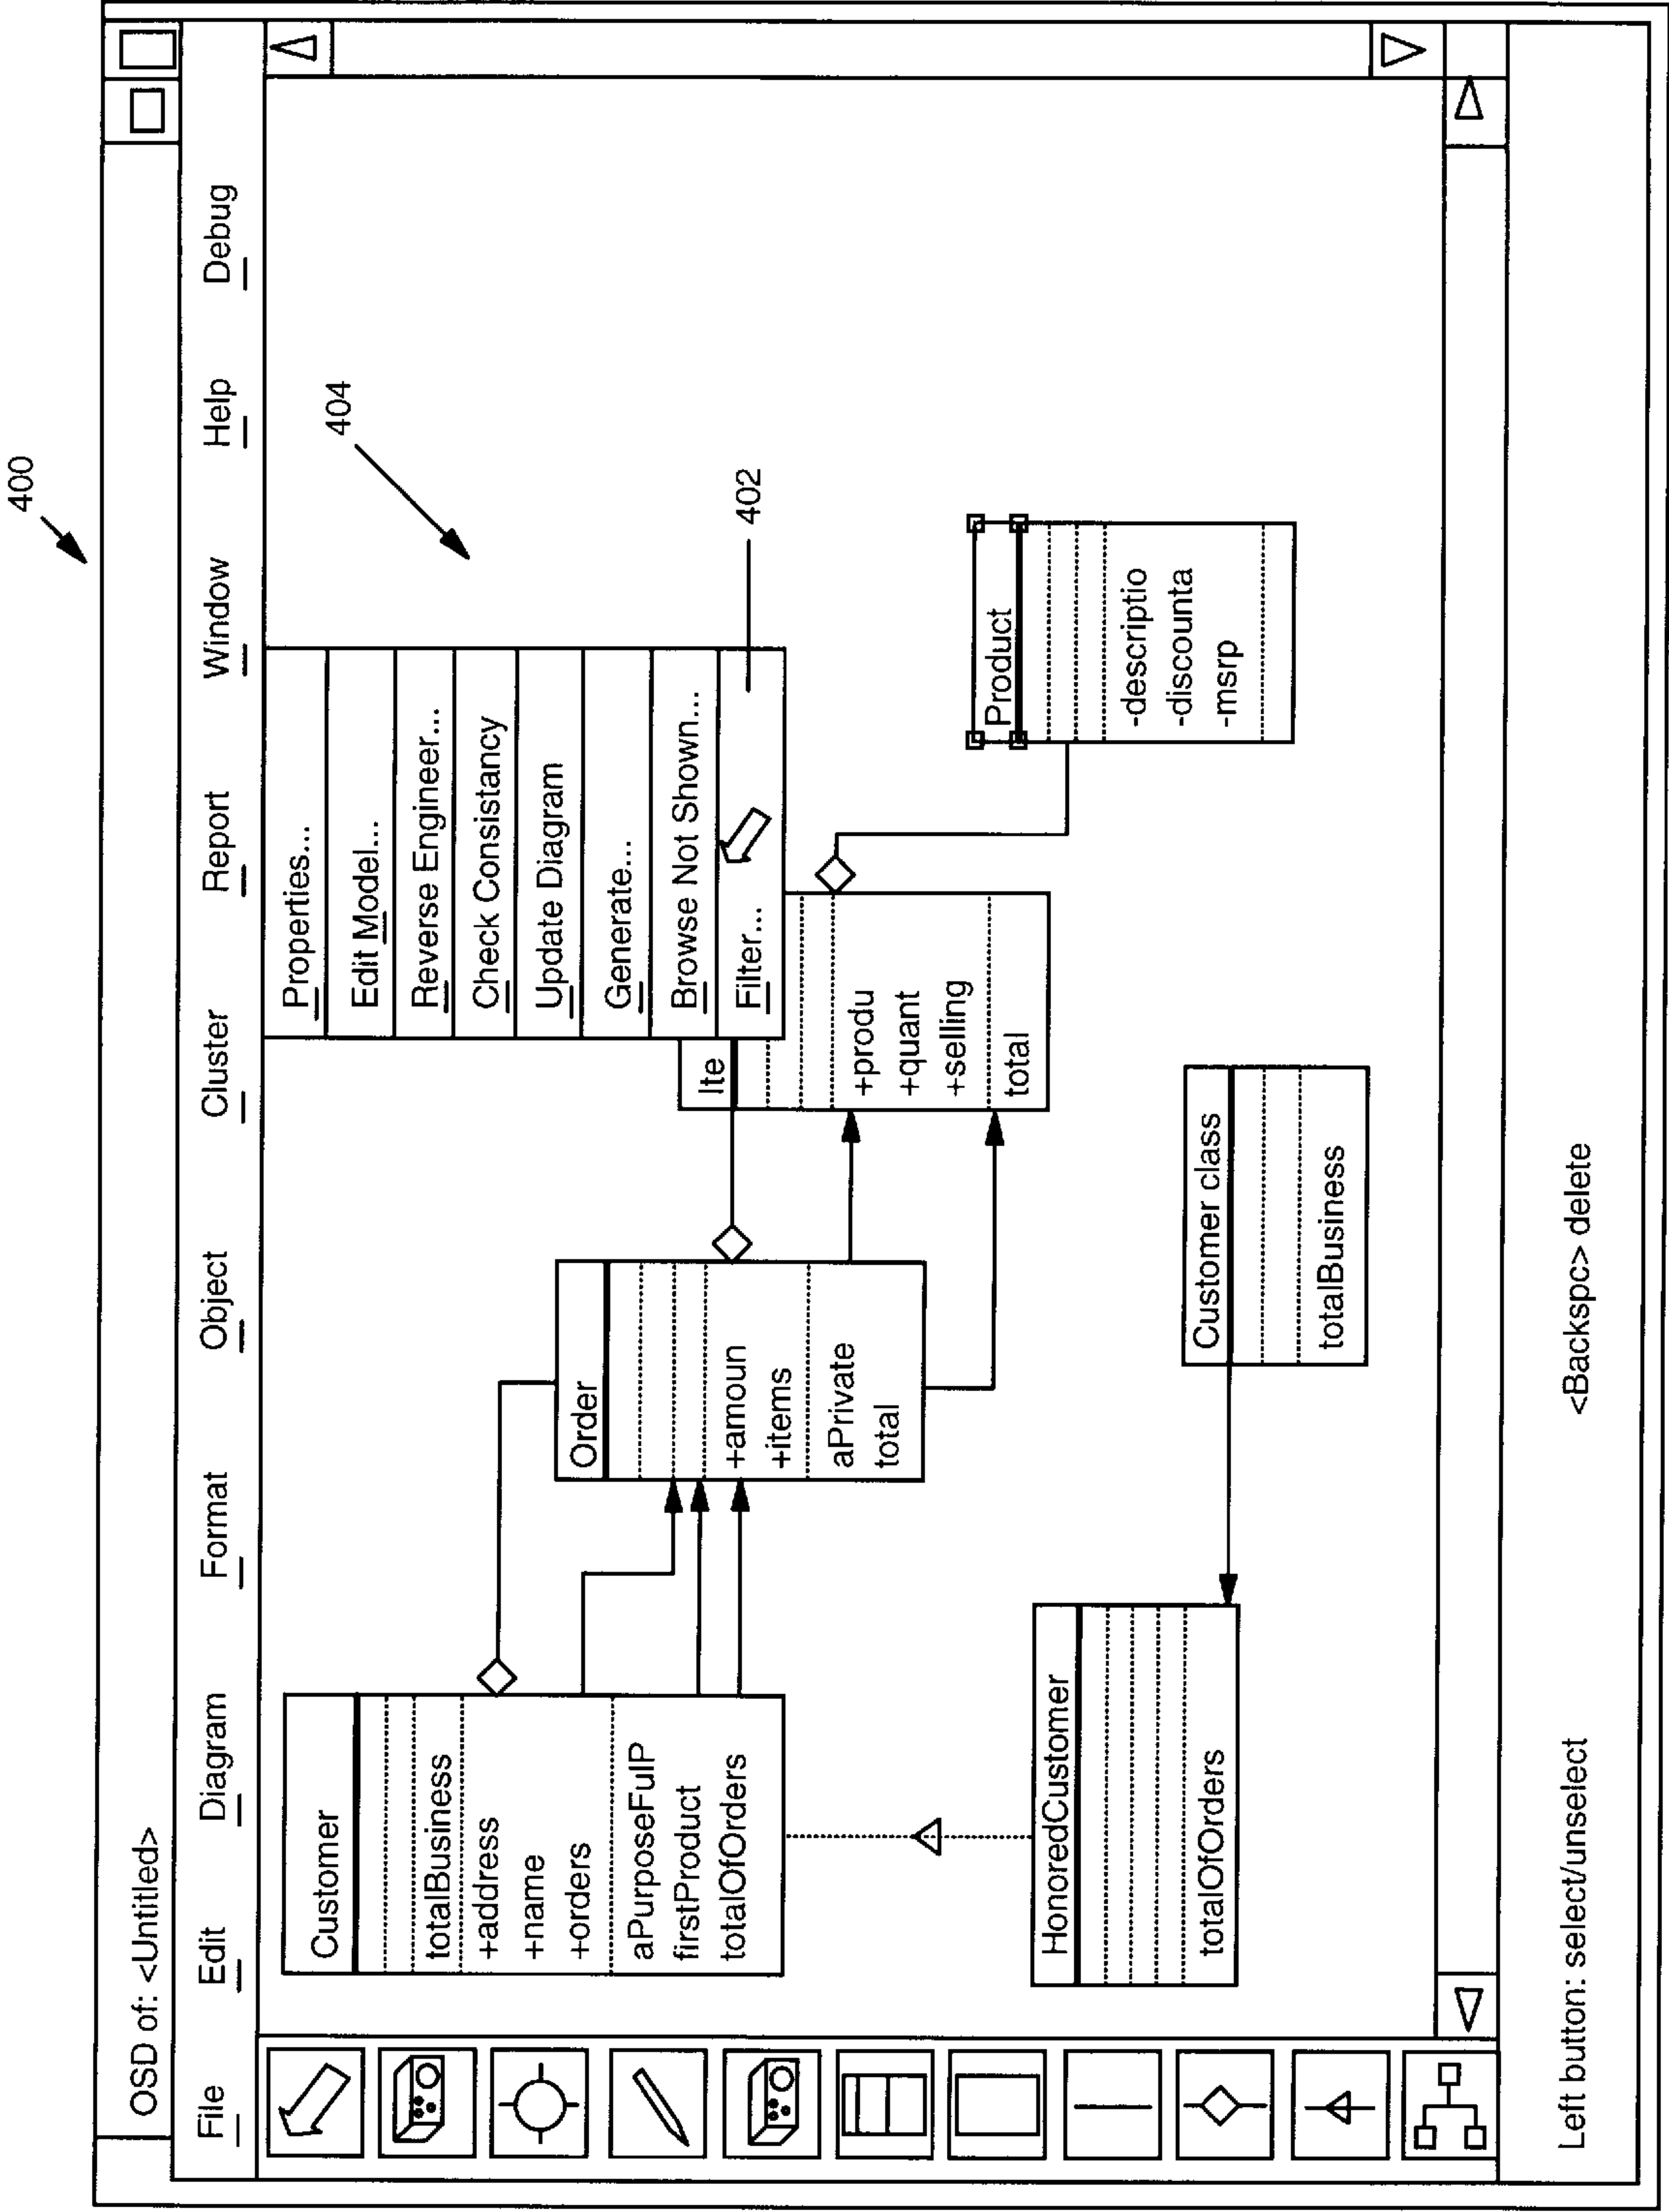 400
OSD of: <Untitled>
File Edit Diagram Format Object Cluster Report Window Help Debug
Properties...
Edit Model...
Reverse Engineer...
Check Consistancy
Update Diagram
Generate...
Browse Not Shown...
Filter...
404
402
Customer
totalBusiness
+address
+name
+orders
aPurposeFulP
firstProduct
totalOfOrders
Order
+amoun
+items
aPrivate
total
Ite
+produ
+quant
+selling
total
Product
-descriptio
-discounta
-msrp
HonoredCustomer
totalOfOrders
Customer class
totalBusiness
Left button: select/unselect <Backspc> delete